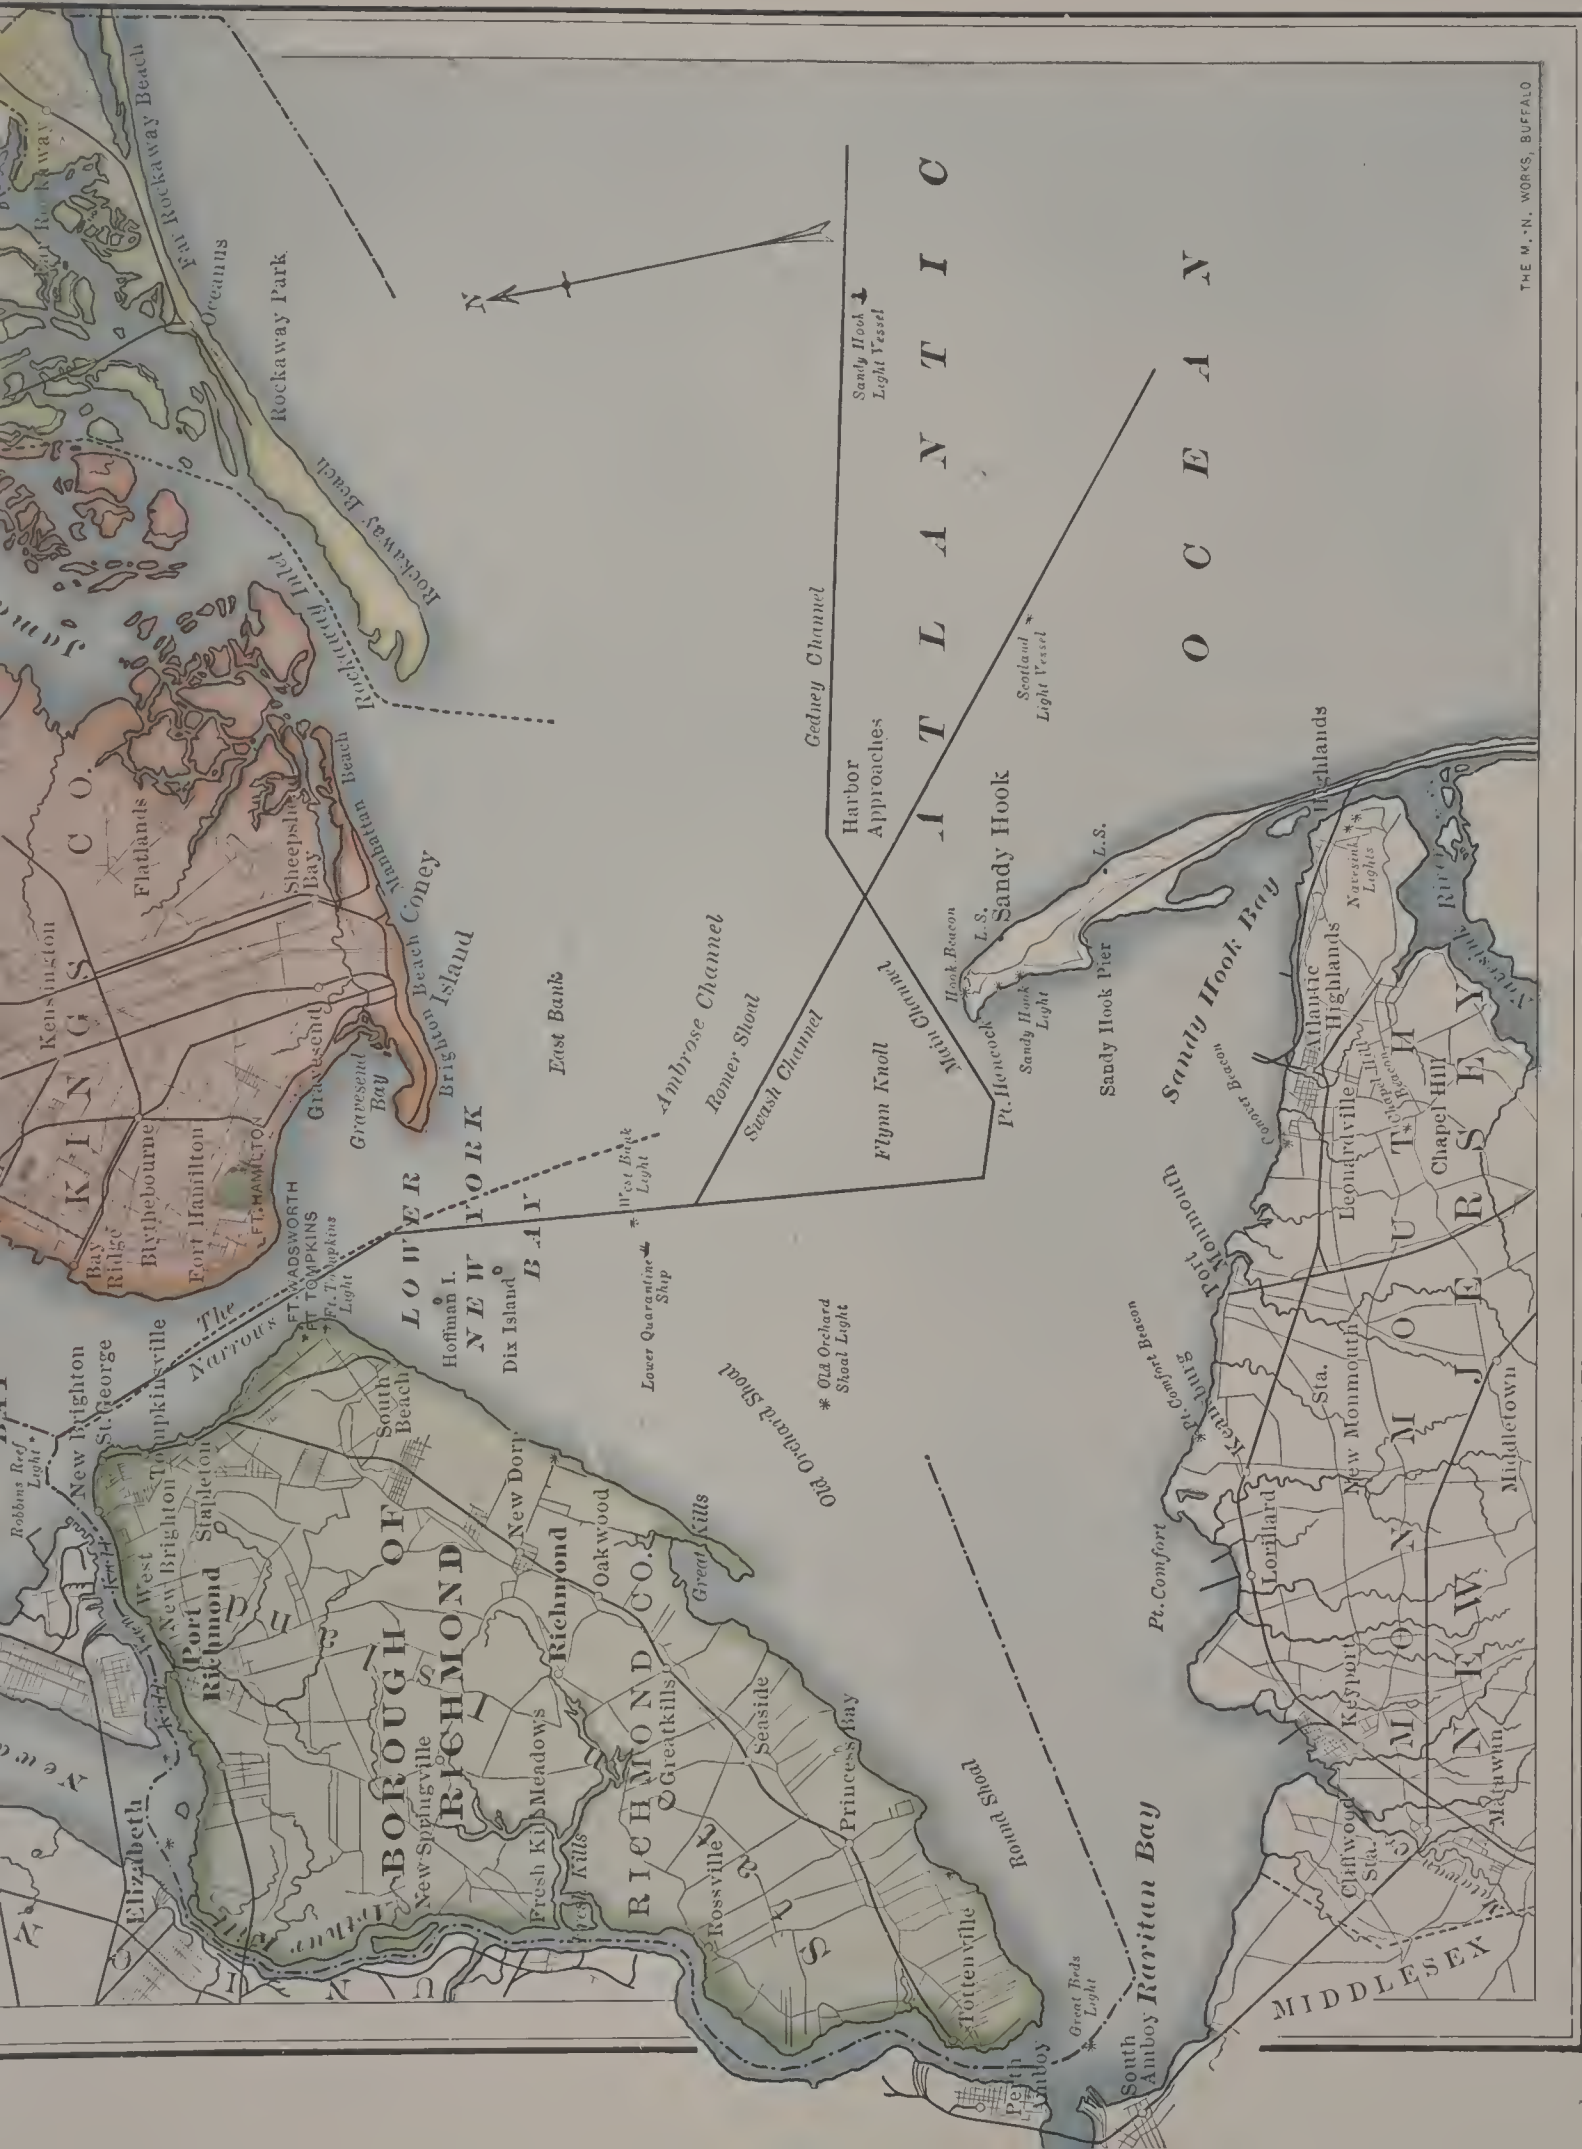 Far Rockaway
Far Rockaway Beach
Oceanus
Rockaway Park
Rockaway Beach
Rockaway Inlet
KINGS CO.
Flatlands
Kensington
Sheepshead
Bay
Manhattan Beach
Brighton Beach
Coney
Island
Gravesend
Gravesend
Bay
Bay
Ridge
Blythebourne
Fort Hamilton
FT. HAMILTON
FT. WADSWORTH
FT TOMPKINS
Ft. Tompkins
Light
The
Narrows
LOWER
NEW YORK
BAY
Hoffman I.
Dix Island
East Bank
Ambrose Channel
Romer Shoal
Swash Channel
West Bank
Light
Lower Quarantine
Ship
Old Orchard Shoal
Old Orchard
Shoal Light
Flynn Knoll
Main Channel
Gedney Channel
Harbor
Approaches
N
Sandy Hook
Light Vessel
Scotland
Light Vessel
ATLANTIC
OCEAN
Hook Beacon
L.S.
Sandy Hook
L.S.
Pt. Hancock
Sandy Hook
Light
Sandy Hook Pier
Sandy Hook Bay
Highlands
Navesink
Lights
Navesink
River
Atlantic
Highlands
Conover Beacon
Leonardville
Chapel Hill
Beacon
Chapel Hill
Port
Monmouth
Pt. Comfort Beacon
Keansburg
New Monmouth
Sta.
Middletown
Pt. Comfort
Lorillard
Keyport
Matawan
Cliffwood
Sta.
MONMOUTH
NEW JERSEY
MIDDLESEX
Robbins Reef
Light
New Brighton
St. George
Tompkinsville
Stapleton
West
New Brighton
Port
Richmond
South
Beach
New Dorp
Richmond
Oakwood
Great Kills
BOROUGH OF
RICHMOND
RICHMOND CO.
New Springville
Fresh Kill Meadows
Fresh Kills
Greatkills
Seaside
Princess Bay
Rossville
Tottenville
Elizabeth
Arthur Kill
Round Shoal
Raritan Bay
Great Beds
Light
Perth
Amboy
South
Amboy
THE M.-N. WORKS, BUFFALO